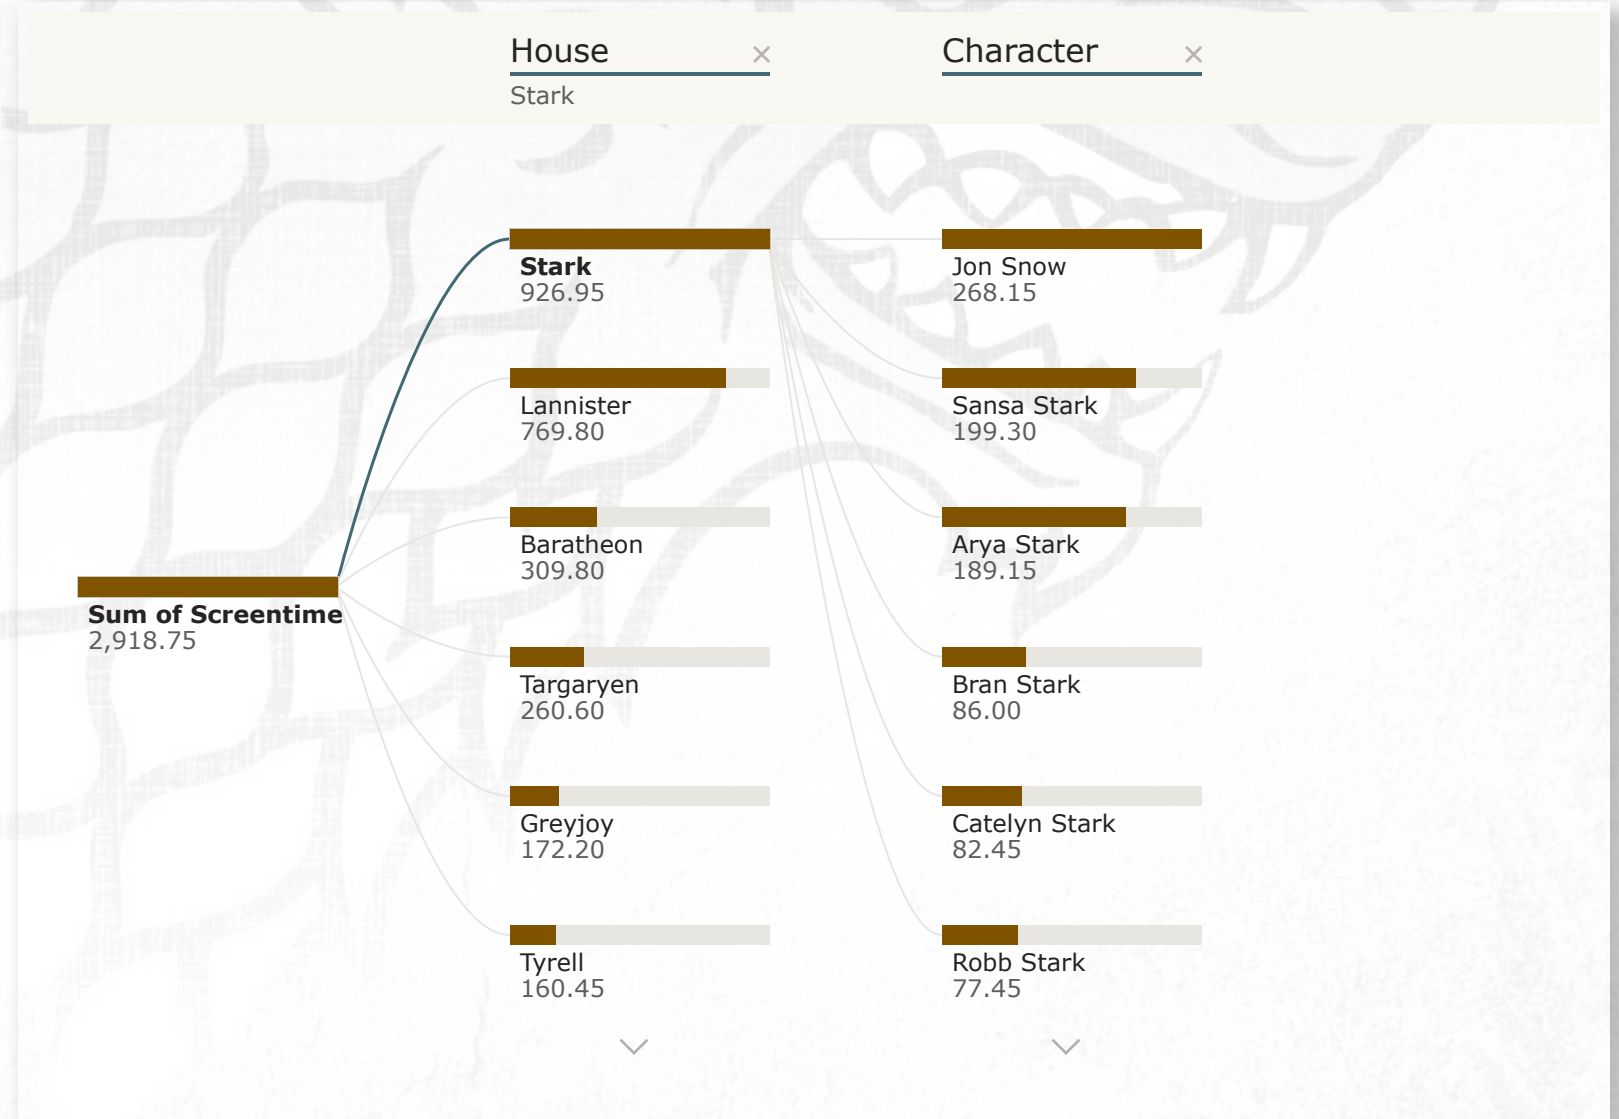 House
Character
Stark
Stark
926.95
Jon Snow
268.15
Lannister
769.80
Sansa Stark
199.30
Baratheon
309.80
Arya Stark
189.15
Sum of Screentime
2,918.75
Targaryen
260.60
Bran Stark
86.00
Greyjoy
172.20
Catelyn Stark
82.45
Tyrell
160.45
Robb Stark
77.45